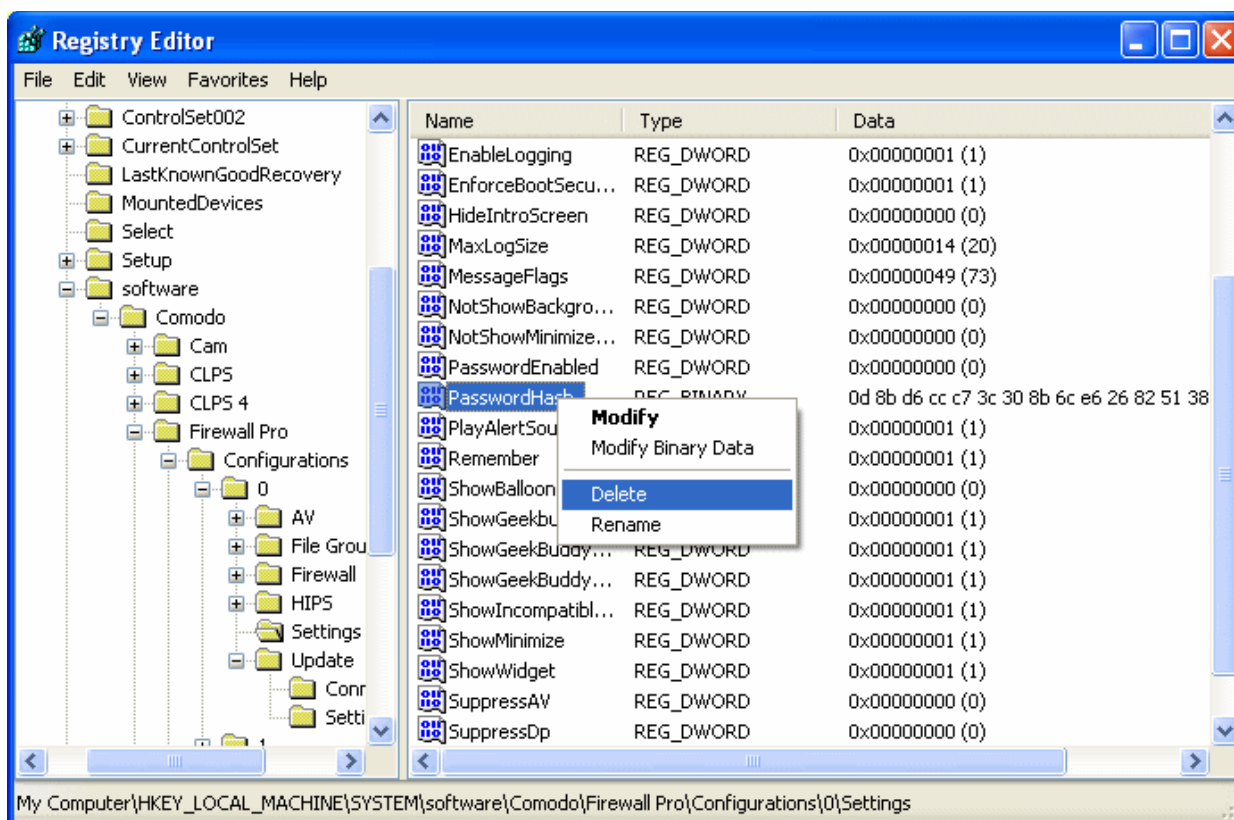 Registry Editor
File Edit View Favorites Help
ControlSet002
CurrentControlSet
LastKnownGoodRecovery
MountedDevices
Select
Setup
software
Comodo
Cam
CLPS
CLPS 4
Firewall Pro
Configurations
0
AV
File Grou
Firewall
HIPS
Settings
Update
Conr
Setti
1
Name Type Data
EnableLogging REG_DWORD 0x00000001 (1)
EnforceBootSecu... REG_DWORD 0x00000001 (1)
HideIntroScreen REG_DWORD 0x00000000 (0)
MaxLogSize REG_DWORD 0x00000014 (20)
MessageFlags REG_DWORD 0x00000049 (73)
NotShowBackgro... REG_DWORD 0x00000000 (0)
NotShowMinimize... REG_DWORD 0x00000000 (0)
PasswordEnabled REG_DWORD 0x00000000 (0)
PasswordHash REG_BINARY 0d 8b d6 cc c7 3c 30 8b 6c e6 26 82 51 38
PlayAlertSou 0x00000001 (1)
Remember 0x00000001 (1)
ShowBalloon 0x00000000 (0)
ShowGeekbu 0x00000001 (1)
ShowGeekBuddy... REG_DWORD 0x00000001 (1)
ShowGeekBuddy... REG_DWORD 0x00000001 (1)
ShowIncompatibl... REG_DWORD 0x00000001 (1)
ShowMinimize REG_DWORD 0x00000001 (1)
ShowWidget REG_DWORD 0x00000001 (1)
SuppressAV REG_DWORD 0x00000000 (0)
SuppressDp REG_DWORD 0x00000000 (0)
Modify
Modify Binary Data
Delete
Rename
My Computer\HKEY_LOCAL_MACHINE\SYSTEM\software\Comodo\Firewall Pro\Configurations\0\Settings